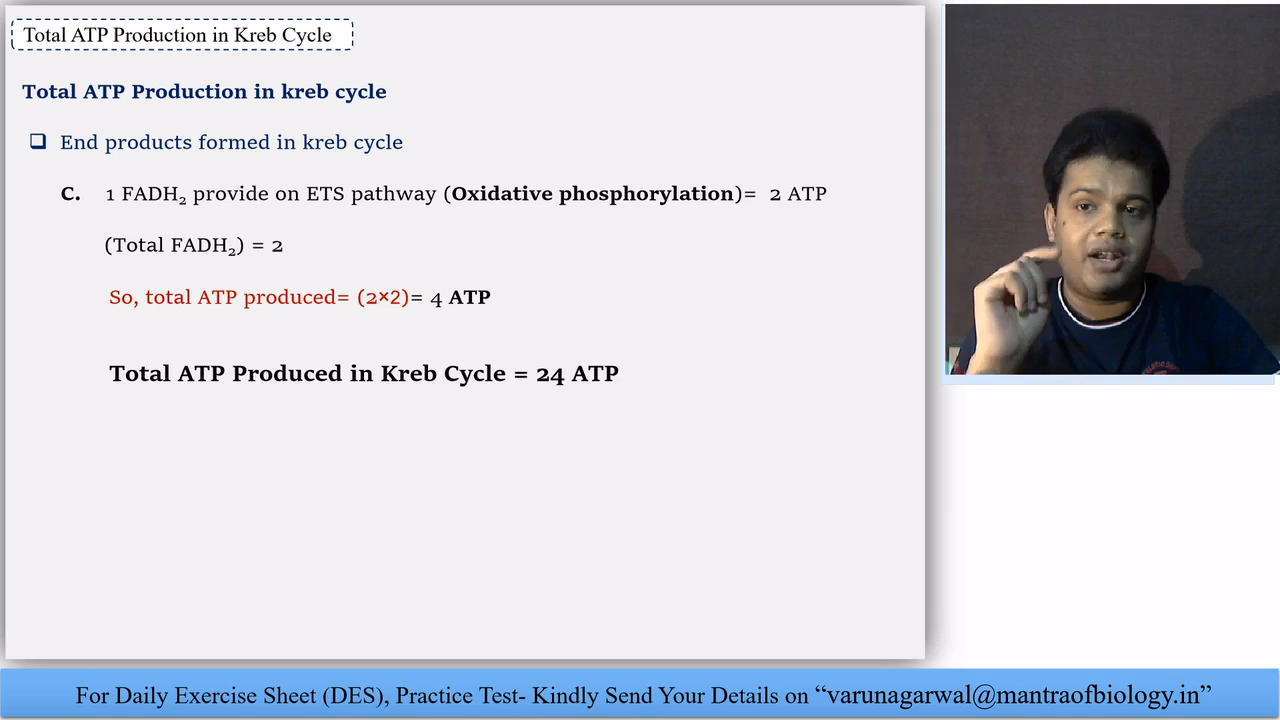 Total ATP Production in Kreb Cycle
Total ATP Production in kreb cycle
❑ End products formed in kreb cycle
C. 1 FADH₂ provide on ETS pathway (Oxidative phosphorylation)= 2 ATP
(Total FADH₂) = 2
So, total ATP produced= (2×2)= 4 ATP
Total ATP Produced in Kreb Cycle = 24 ATP
For Daily Exercise Sheet (DES), Practice Test- Kindly Send Your Details on “varunagarwal@mantraofbiology.in”